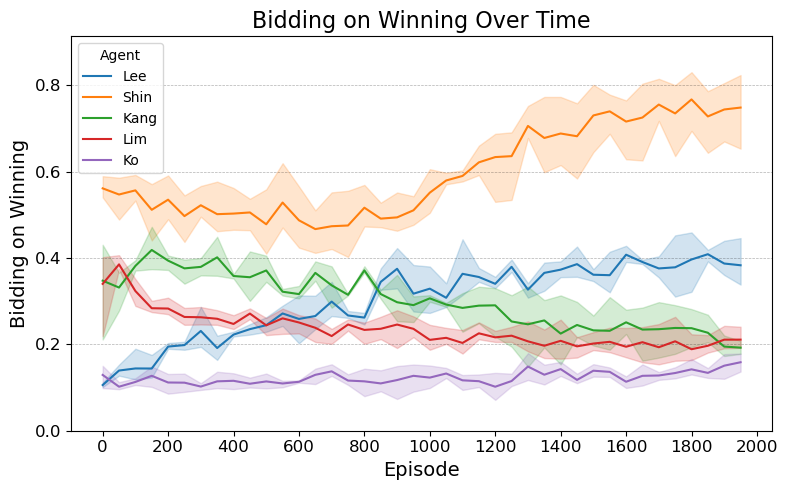 Bidding on Winning Over Time
Agent
Lee
Shin
Kang
Lim
Ko
Bidding on Winning
0.8
0.6
0.4
0.2
0.0
0 200 400 600 800 1000 1200 1400 1600 1800 2000
Episode